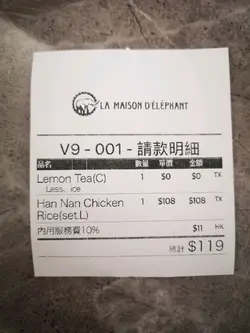 LA MAISON D'ÉLÉPHANT
V9 - 001 - 請款明細
品名 數量 單價 金額
Lemon Tea(C) 1 $0 $0 TX
Less. ice
Han Nan Chicken 1 $108 $108 TX
Rice(set.L)
內用服務費10% $11 HK
總計 $119